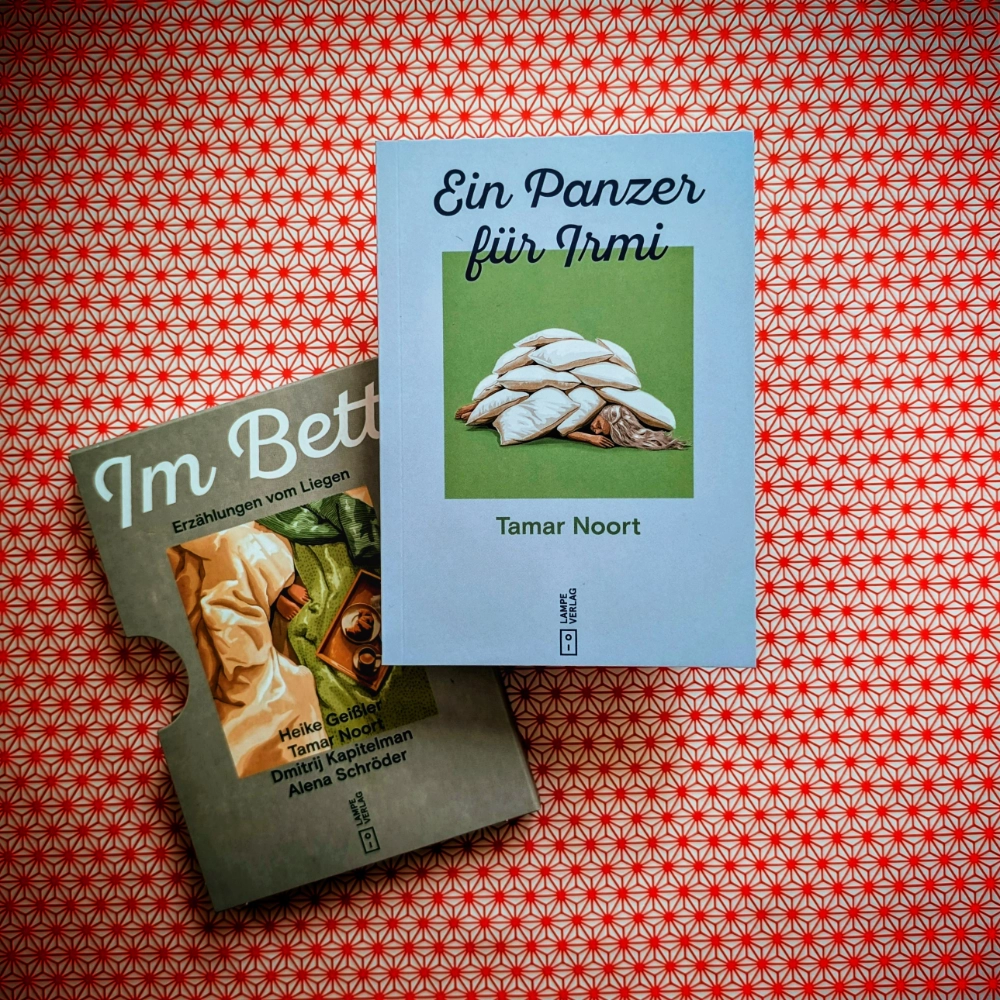 Ein Panzer
für Irmi
Tamar Noort
LAMPE
VERLAG
Im Bett
Erzählungen vom Liegen
Heike Geißler
Tamar Noort
Dmitrij Kapitelman
Alena Schröder
LAMPE
VERLAG